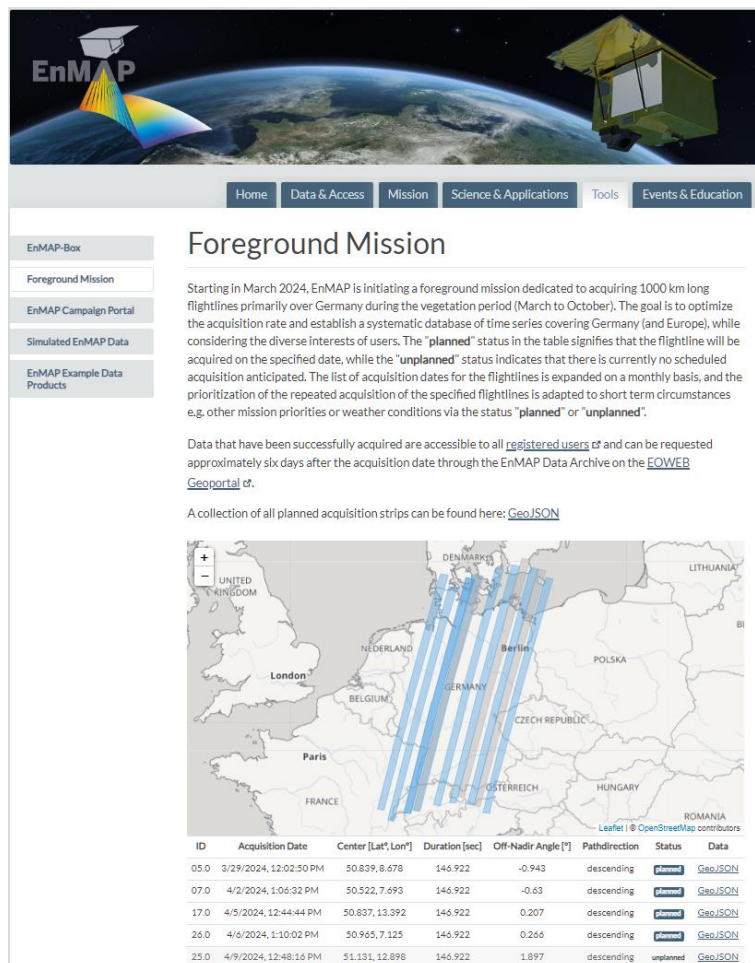 EnMAP
Home
Data & Access
Mission
Science & Applications
Tools
Events & Education
EnMAP-Box
Foreground Mission
EnMAP Campaign Portal
Simulated EnMAP Data
EnMAP Example Data
Products
Foreground Mission
Starting in March 2024, EnMAP is initiating a foreground mission dedicated to acquiring 1000 km long
flightlines primarily over Germany during the vegetation period (March to October). The goal is to optimize
the acquisition rate and establish a systematic database of time series covering Germany (and Europe), while
considering the diverse interests of users. The "planned" status in the table signifies that the flightline will be
acquired on the specified date, while the "unplanned" status indicates that there is currently no scheduled
acquisition anticipated. The list of acquisition dates for the flightlines is expanded on a monthly basis, and the
prioritization of the repeated acquisition of the specified flightlines is adapted to short term circumstances
e.g. other mission priorities or weather conditions via the status "planned" or "unplanned".
Data that have been successfully acquired are accessible to all registered users and can be requested
approximately six days after the acquisition date through the EnMAP Data Archive on the EOWEB
Geoportal.
A collection of all planned acquisition strips can be found here: GeoJSON
+
−
DENMARK
LITHUANIA
UNITED
KINGDOM
NEDERLAND
Berlin
POLSKA
London
GERMANY
BELGIUM
CZECH REPUBLIC
Paris
ÖSTERREICH
HUNGARY
FRANCE
ROMANIA
Leaflet | © OpenStreetMap contributors
ID Acquisition Date Center [Lat°, Lon°] Duration [sec] Off-Nadir Angle [°] Pathdirection Status Data
05.0 3/29/2024, 12:02:50 PM 50.839, 8.678 146.922 -0.943 descending planned GeoJSON
07.0 4/2/2024, 1:06:32 PM 50.522, 7.693 146.922 -0.63 descending planned GeoJSON
17.0 4/5/2024, 12:44:44 PM 50.837, 13.392 146.922 0.207 descending planned GeoJSON
26.0 4/6/2024, 1:10:02 PM 50.965, 7.125 146.922 0.266 descending planned GeoJSON
25.0 4/9/2024, 12:48:16 PM 51.131, 12.898 146.922 1.897 descending unplanned GeoJSON